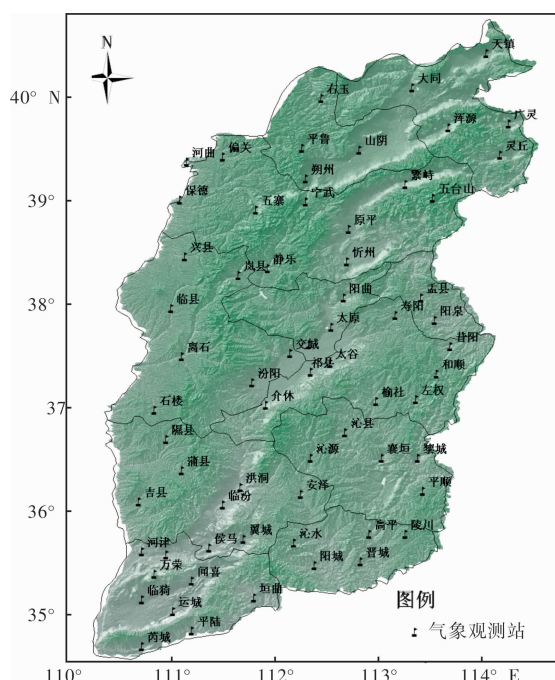 N
天镇
大同
40° N
右玉
广灵
浑源
平鲁
山阴
灵丘
河曲
偏关
朔州
繁峙
保德
五寨
宁武
五台山
39°
原平
兴县
岚县
静乐
忻州
38°
临县
阳曲
盂县
寿阳
阳泉
太原
昔阳
离石
交城
太谷
祁县
和顺
汾阳
37
石楼
介休
榆社
左权
隰县
沁县
蒲县
沁源
襄垣
黎城
洪洞
安泽
平顺
吉县
临汾
36°
翼城
河津
侯马
沁水
高平
陵川
万荣
闻喜
阳城
晋城
临猗
垣曲
图例
35°
运城
平陆
气象观测站
芮城
110°
111°
112°
113°
114° E